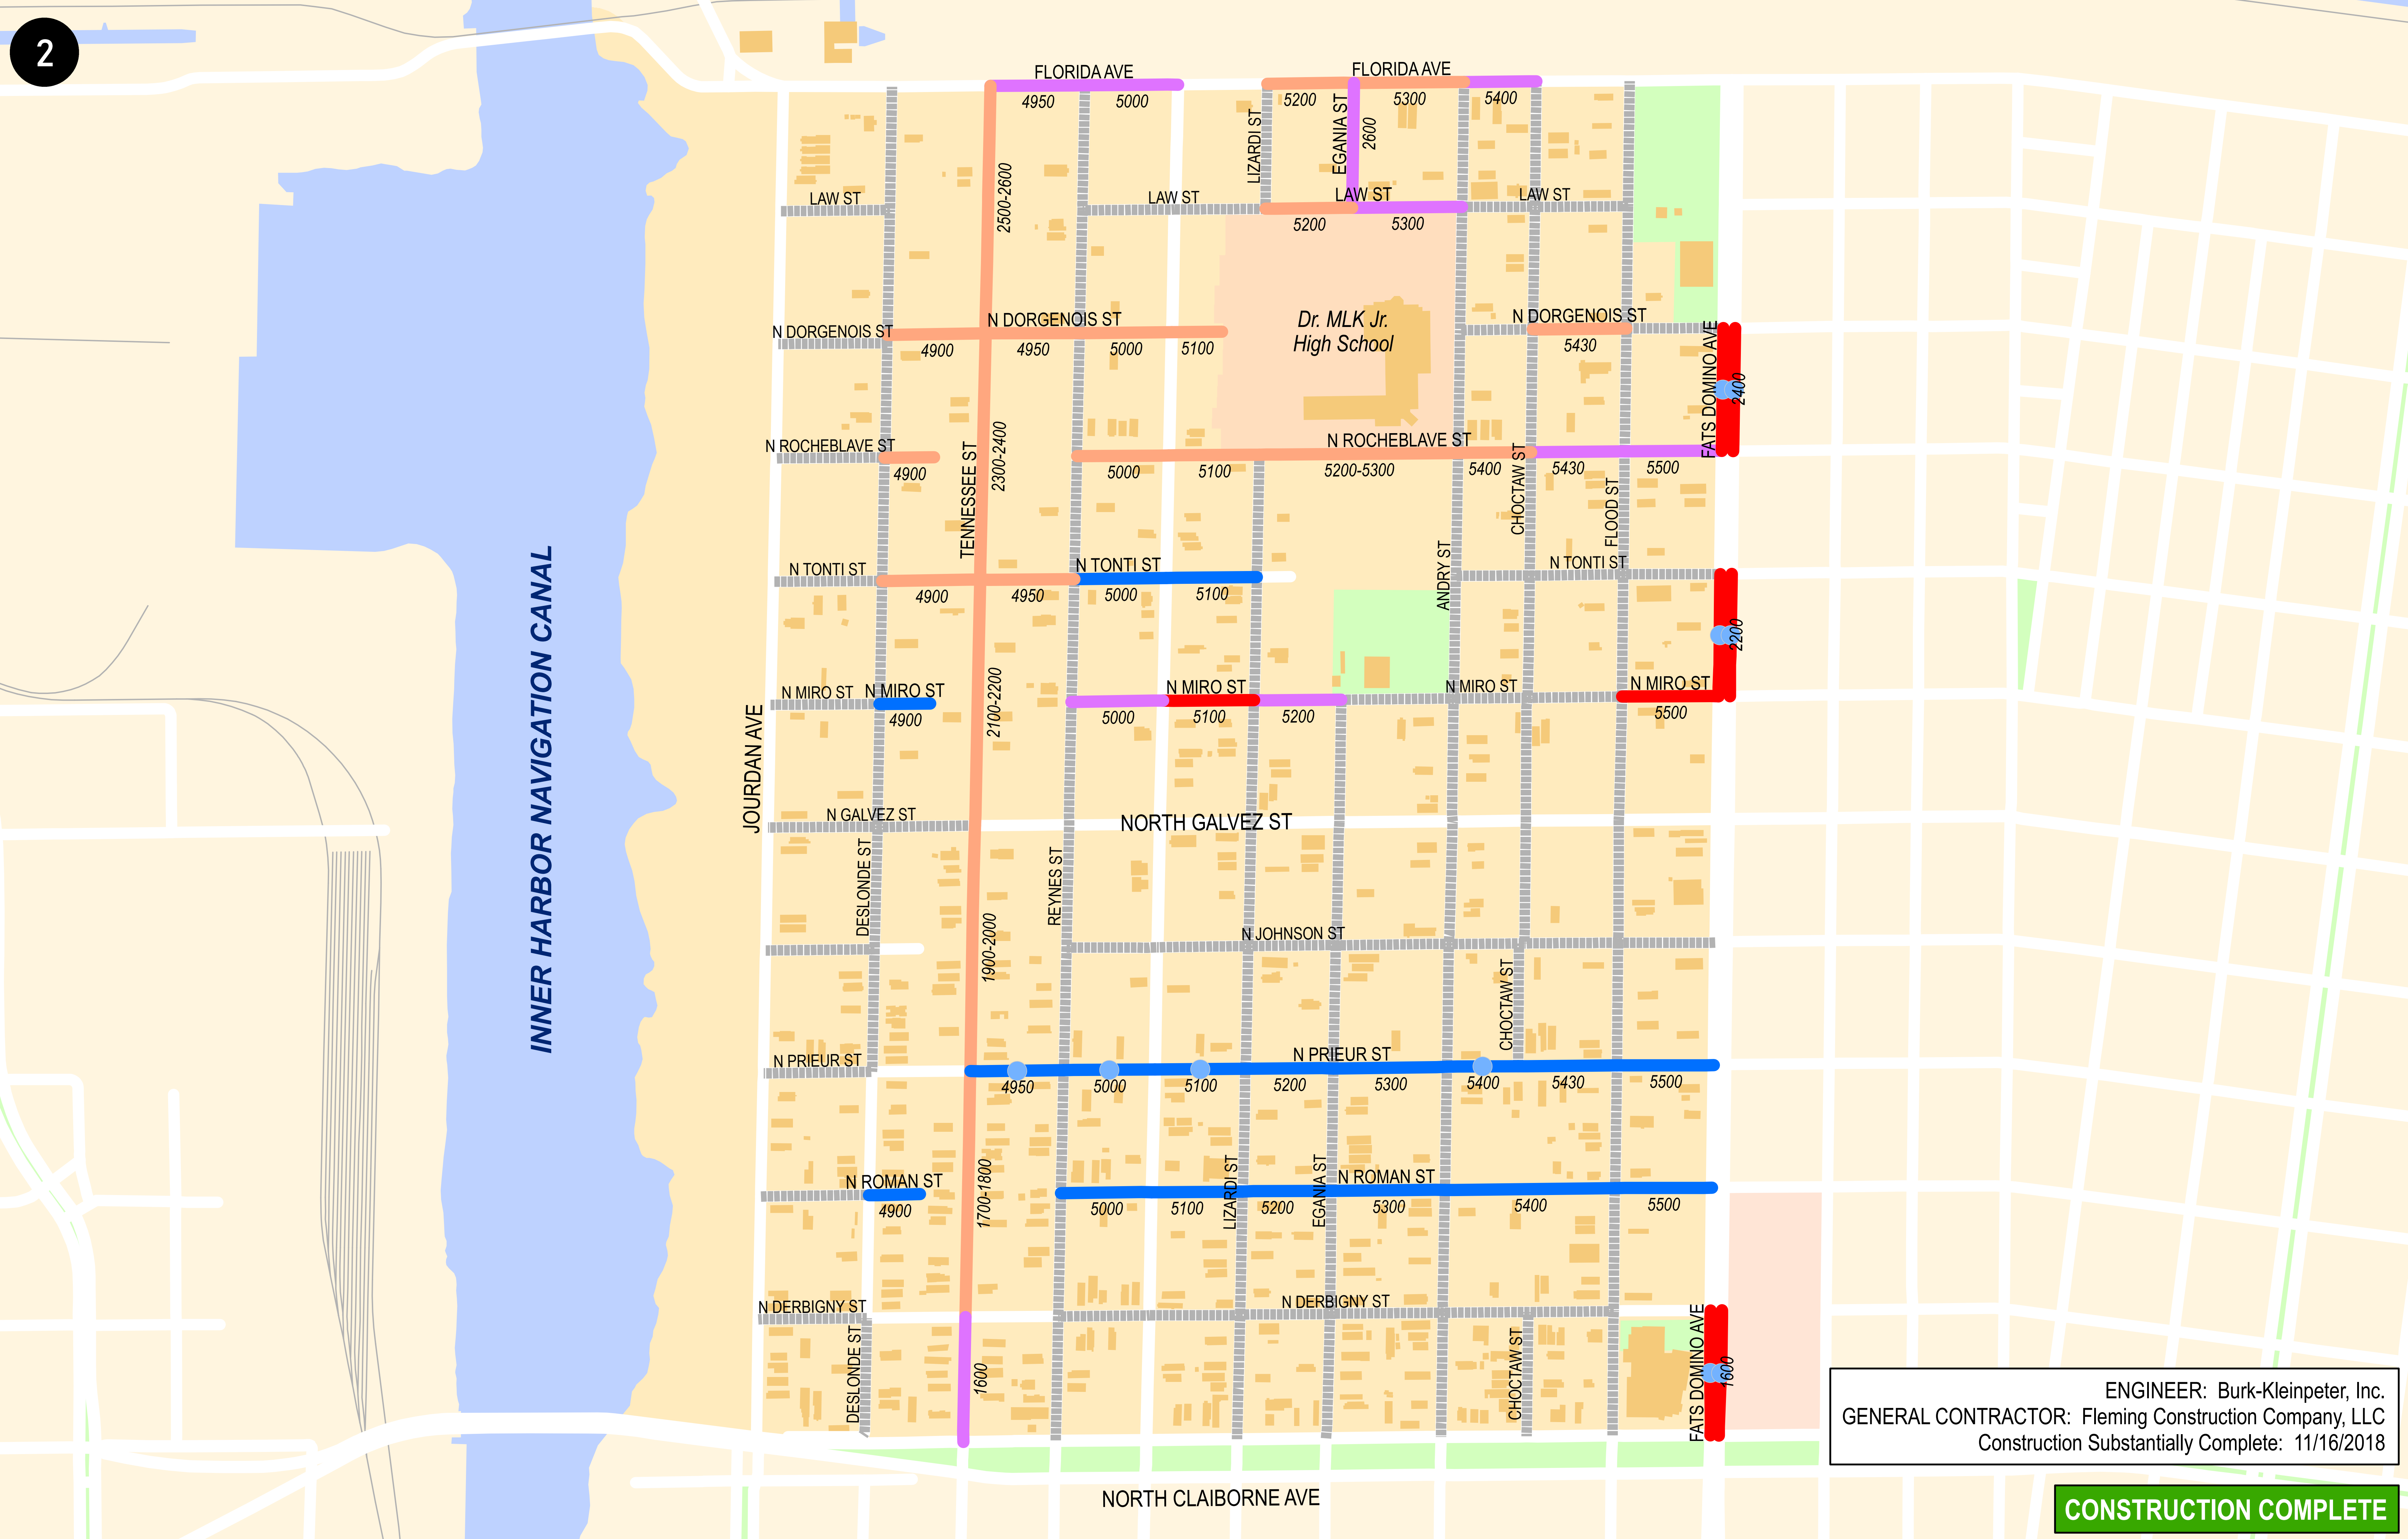 2
FLORIDA AVE
FLORIDA AVE
4950
5000
5200
5300
5400
LIZARDI ST
EGANIA ST
2600
2500-2600
LAW ST
LAW ST
LAW ST
LAW ST
5200
5300
N DORGENOIS ST
N DORGENOIS ST
N DORGENOIS ST
4900
4950
5000
5100
5430
Dr. MLK Jr.
High School
FATS DOMINO AVE
2400
N ROCHEBLAVE ST
N ROCHEBLAVE ST
4900
TENNESSEE ST
2300-2400
5000
5100
5200-5300
5400
CHOCTAW ST
5430
FLOOD ST
5500
N TONTI ST
N TONTI ST
N TONTI ST
4900
4950
5000
5100
ANDRY ST
2200
INNER HARBOR NAVIGATION CANAL
JOURDAN AVE
N MIRO ST
N MIRO ST
N MIRO ST
N MIRO ST
N MIRO ST
4900
2100-2200
5000
5100
5200
5500
N GALVEZ ST
NORTH GALVEZ ST
DESLONDE ST
REYNES ST
1900-2000
N JOHNSON ST
CHOCTAW ST
N PRIEUR ST
N PRIEUR ST
4950
5000
5100
5200
5300
5400
5430
5500
N ROMAN ST
N ROMAN ST
4900
1700-1800
5000
5100
LIZARDI ST
5200
EGANIA ST
5300
5400
5500
N DERBIGNY ST
N DERBIGNY ST
DESLONDE ST
1600
CHOCTAW ST
FATS DOMINO AVE
1600
ENGINEER: Burk-Kleinpeter, Inc.
GENERAL CONTRACTOR: Fleming Construction Company, LLC
Construction Substantially Complete: 11/16/2018
NORTH CLAIBORNE AVE
CONSTRUCTION COMPLETE